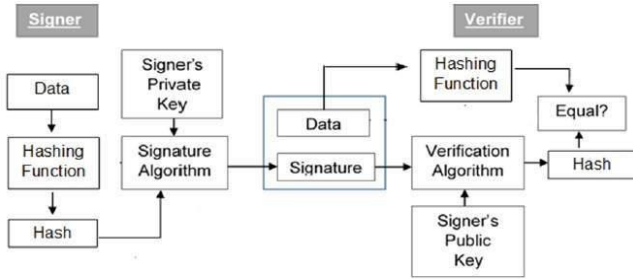 Signer
Verifier
Data
Hashing
Function
Hash
Signer's
Private
Key
Signature
Algorithm
Data
Signature
Hashing
Function
Verification
Algorithm
Signer's
Public
Key
Equal?
Hash